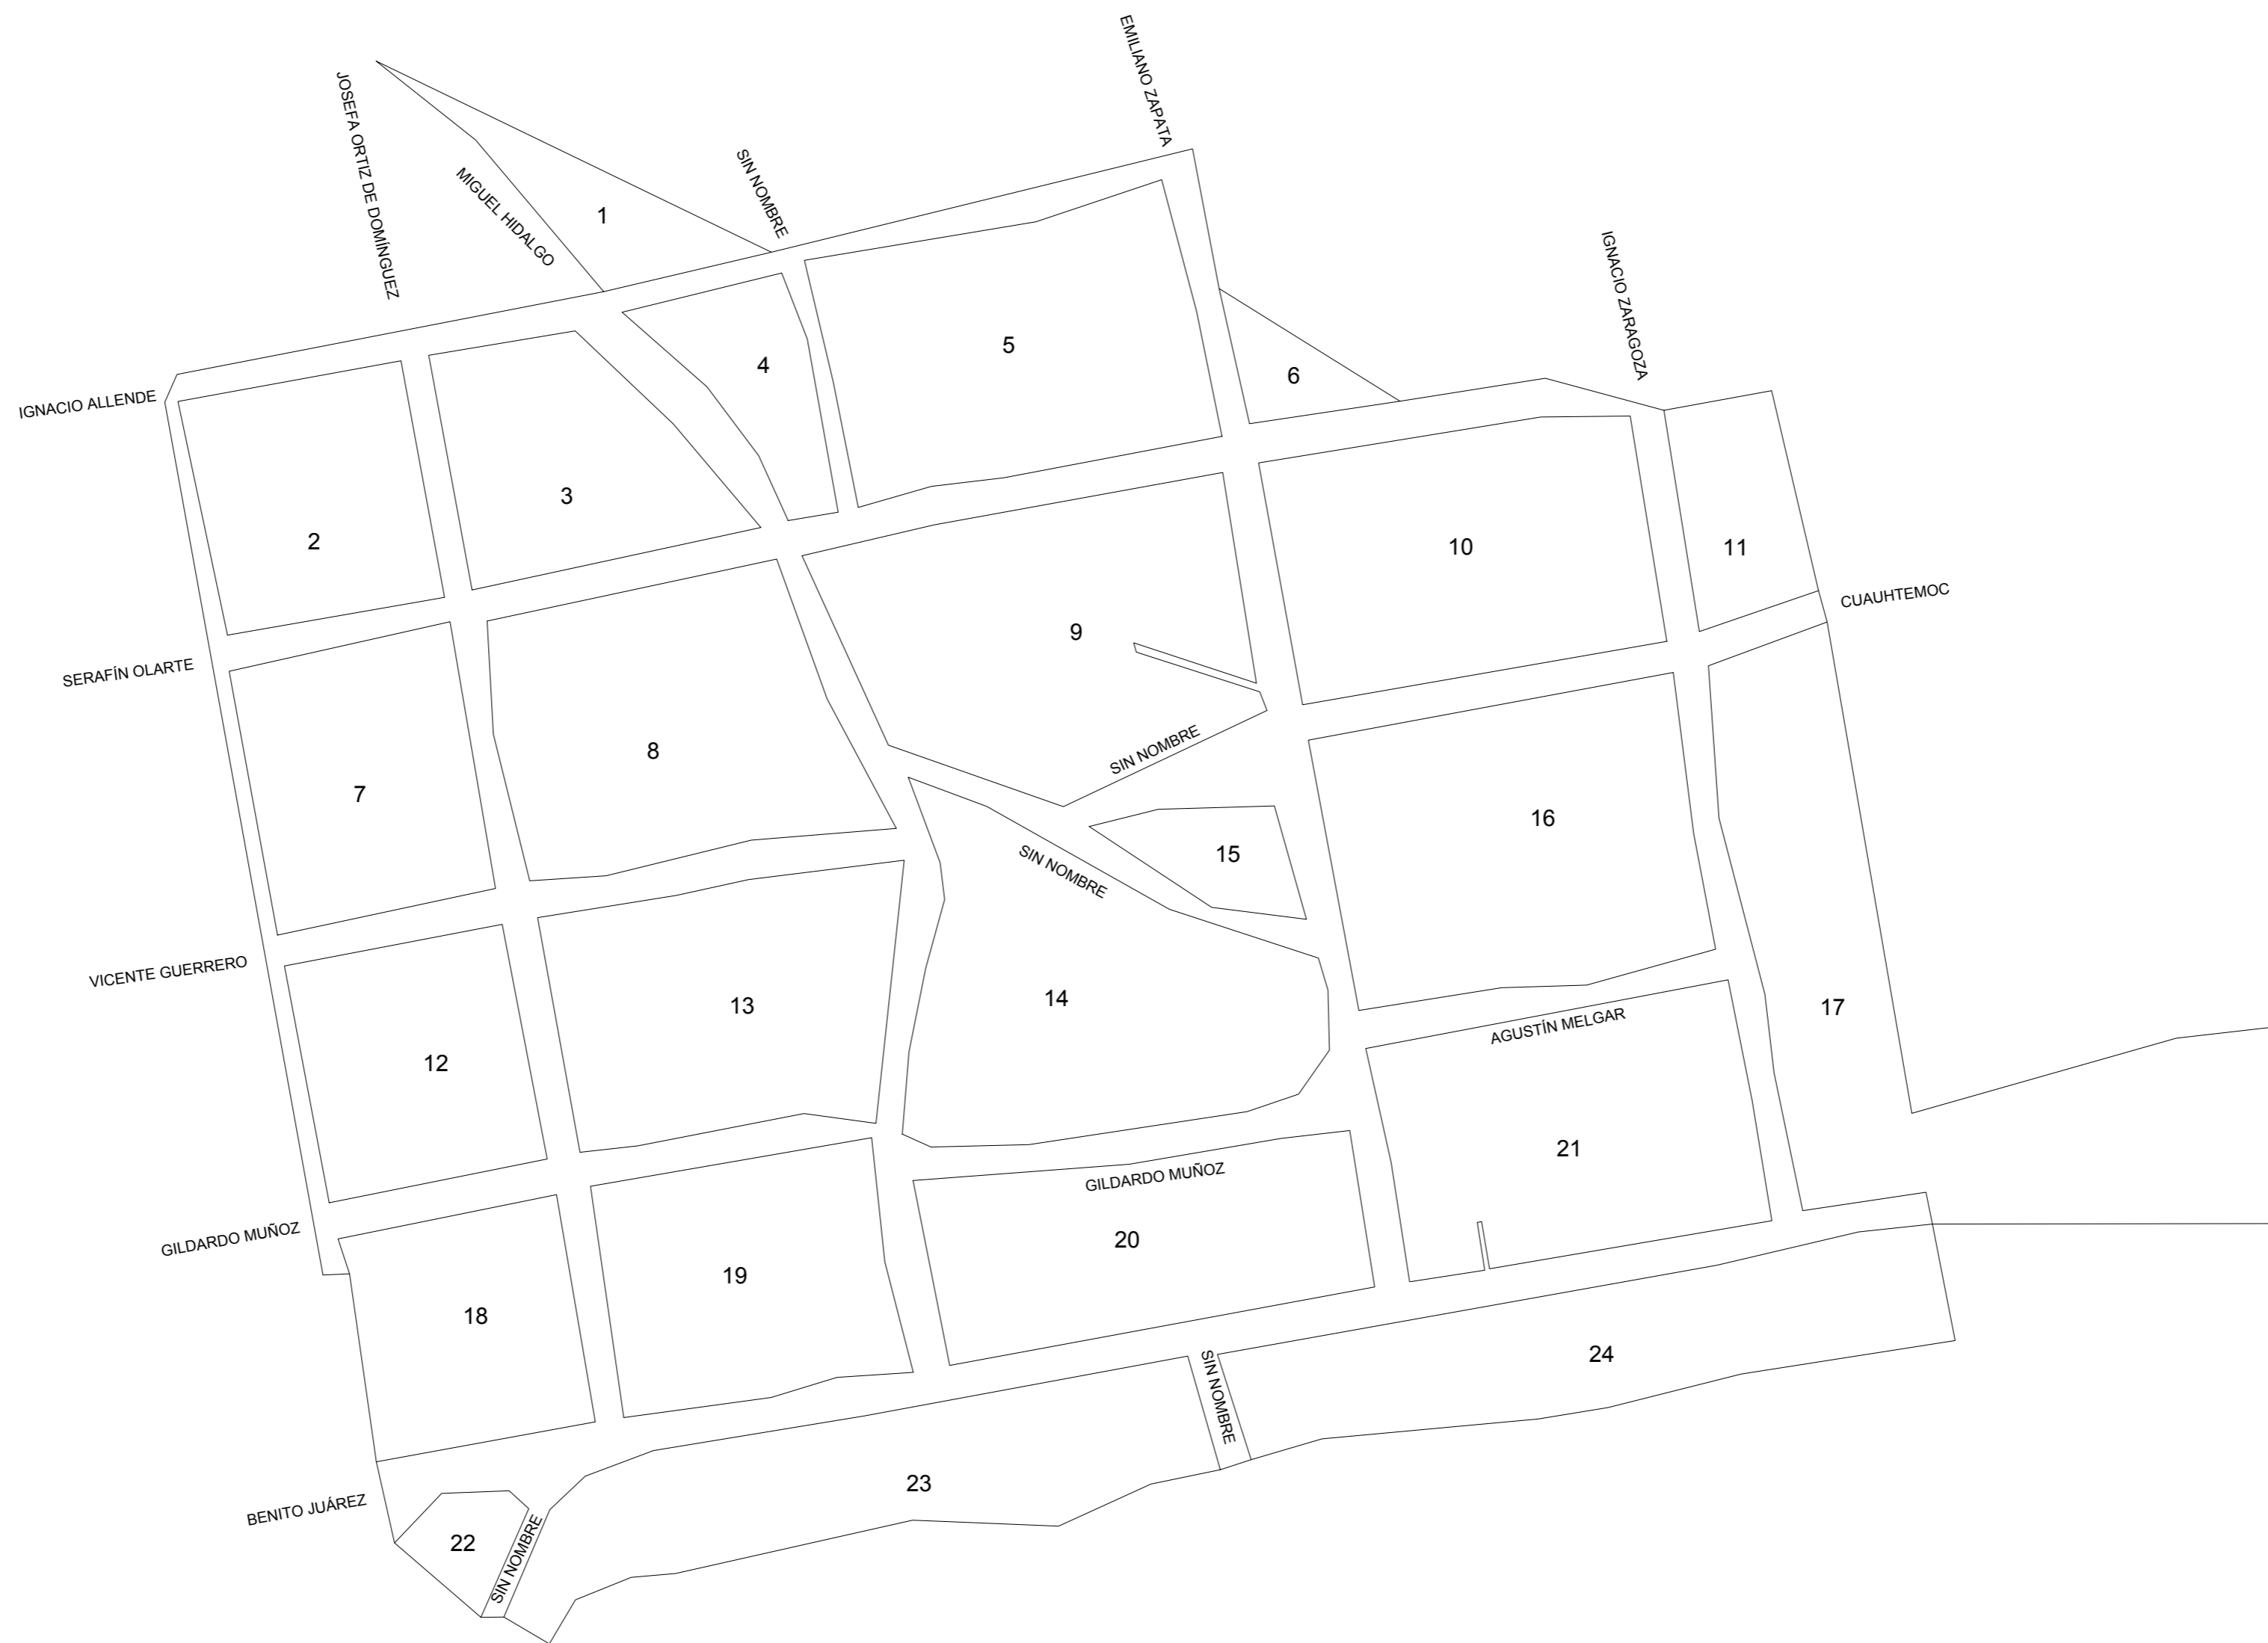 EMILIANO ZAPATA
JOSEFA ORTIZ DE DOMÍNGUEZ
SIN NOMBRE
MIGUEL HIDALGO
1
IGNACIO ZARAGOZA
5
4
6
IGNACIO ALLENDE
3
2
10
11
CUAUHTEMOC
9
SERAFÍN OLARTE
8
SIN NOMBRE
7
16
15
SIN NOMBRE
VICENTE GUERRERO
14
13
17
AGUSTÍN MELGAR
12
21
GILDARDO MUÑOZ
GILDARDO MUÑOZ
20
19
18
24
SIN NOMBRE
23
BENITO JUÁREZ
22
SIN NOMBRE